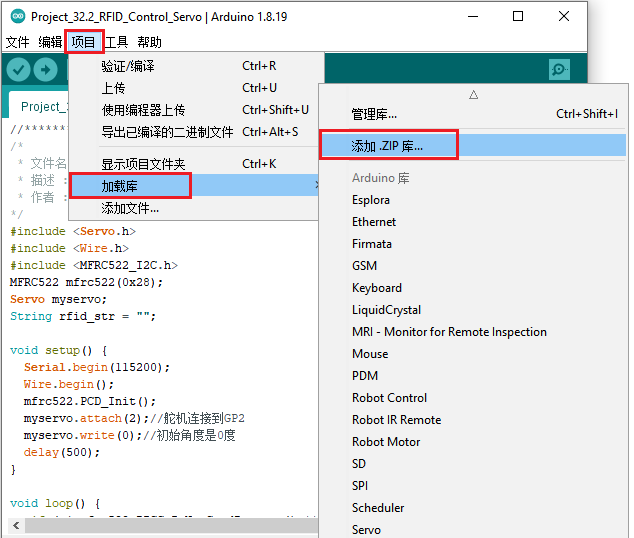 Project_32.2_RFID_Control_Servo | Arduino 1.8.19
文件 编辑 项目 工具 帮助
验证/编译 Ctrl+R
上传 Ctrl+U
使用编程器上传 Ctrl+Shift+U
导出已编译的二进制文件 Ctrl+Alt+S
显示项目文件夹 Ctrl+K
加载库
添加文件...
管理库... Ctrl+Shift+I
添加 .ZIP 库...
Arduino 库
Esplora
Ethernet
Firmata
GSM
Keyboard
LiquidCrystal
MRI - Monitor for Remote Inspection
Mouse
PDM
Robot Control
Robot IR Remote
Robot Motor
SD
SPI
Scheduler
Servo
Project_3
//*******
/*
* 文件名
* 描述 :
* 作者 :
*/
#include <Servo.h>
#include <Wire.h>
#include <MFRC522_I2C.h>
MFRC522 mfrc522(0x28);
Servo myservo;
String rfid_str = "";
void setup() {
Serial.begin(115200);
Wire.begin();
mfrc522.PCD_Init();
myservo.attach(2);//舵机连接到GP2
myservo.write(0);//初始角度是0度
delay(500);
}
void loop() {